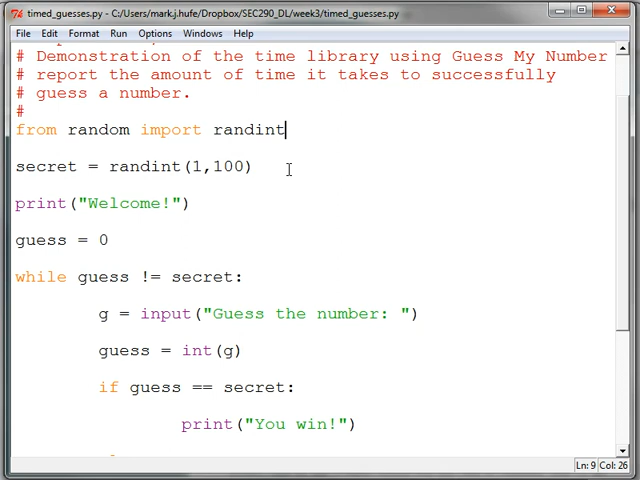 timed_guesses.py - C:/Users/mark.j.hufe/Dropbox/SEC290_DL/week3/timed_guesses.py
File Edit Format Run Options Windows Help
# Demonstration of the time library using Guess My Number
# report the amount of time it takes to successfully
# guess a number.
#
from random import randint
secret = randint(1,100)
print("Welcome!")
guess = 0
while guess != secret:
g = input("Guess the number: ")
guess = int(g)
if guess == secret:
print("You win!")
Ln: 9 Col: 26